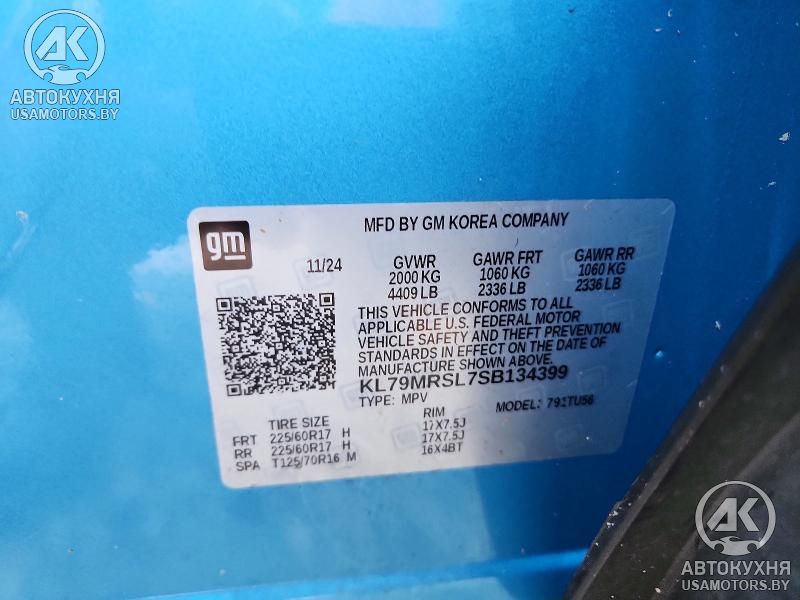 AK
АВТОКУХНЯ
USAMOTORS.BY
gm
MFD BY GM KOREA COMPANY
11/24
GVWR GAWR FRT GAWR RR
2000 KG 1060 KG 1060 KG
4409 LB 2336 LB 2336 LB
THIS VEHICLE CONFORMS TO ALL
APPLICABLE U.S. FEDERAL MOTOR
VEHICLE SAFETY AND THEFT PREVENTION
STANDARDS IN EFFECT ON THE DATE OF
MANUFACTURE SHOWN ABOVE.
KL79MRSL7SB134399
TYPE: MPV MODEL: 791TU56
TIRE SIZE RIM
FRT 225/60R17 H 17X7.5J
RR 225/60R17 H 17X7.5J
SPA T125/70R16 M 16X4BT
AK
АВТОКУХНЯ
USAMOTORS.BY